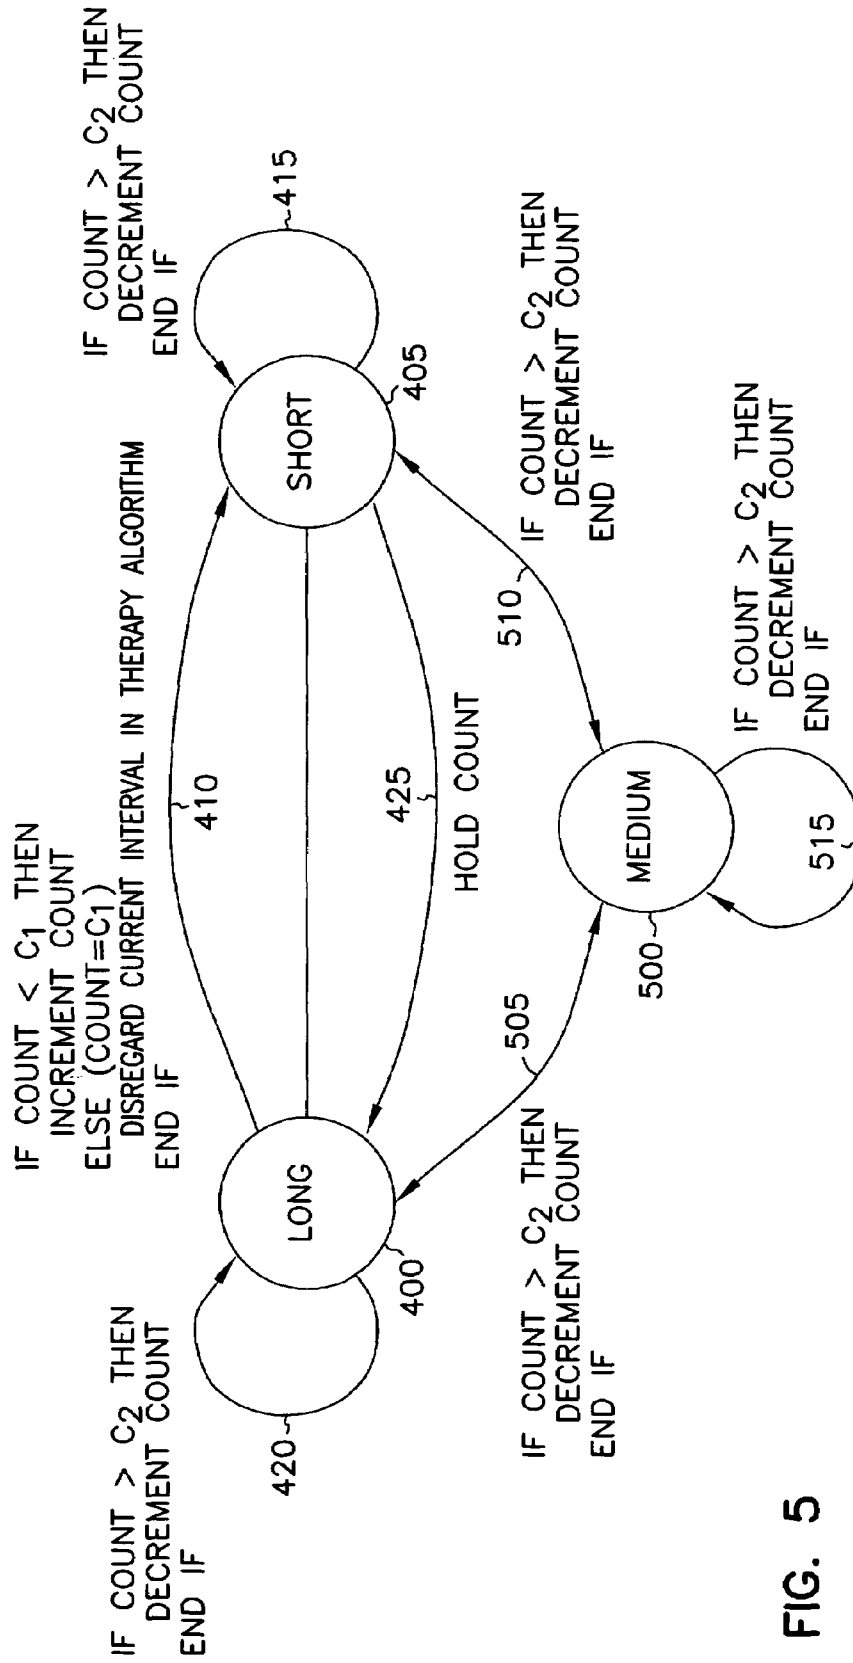 IF COUNT < C1 THEN
INCREMENT COUNT
ELSE (COUNT=C1)
DISREGARD CURRENT INTERVAL IN THERAPY ALGORITHM
END IF
410
IF COUNT > C2 THEN
DECREMENT COUNT
END IF
420
LONG
400
IF COUNT > C2 THEN
DECREMENT COUNT
END IF
415
SHORT
405
425
HOLD COUNT
IF COUNT > C2 THEN
DECREMENT COUNT
END IF
505
510
IF COUNT > C2 THEN
DECREMENT COUNT
END IF
MEDIUM
500
515
IF COUNT > C2 THEN
DECREMENT COUNT
END IF
FIG. 5